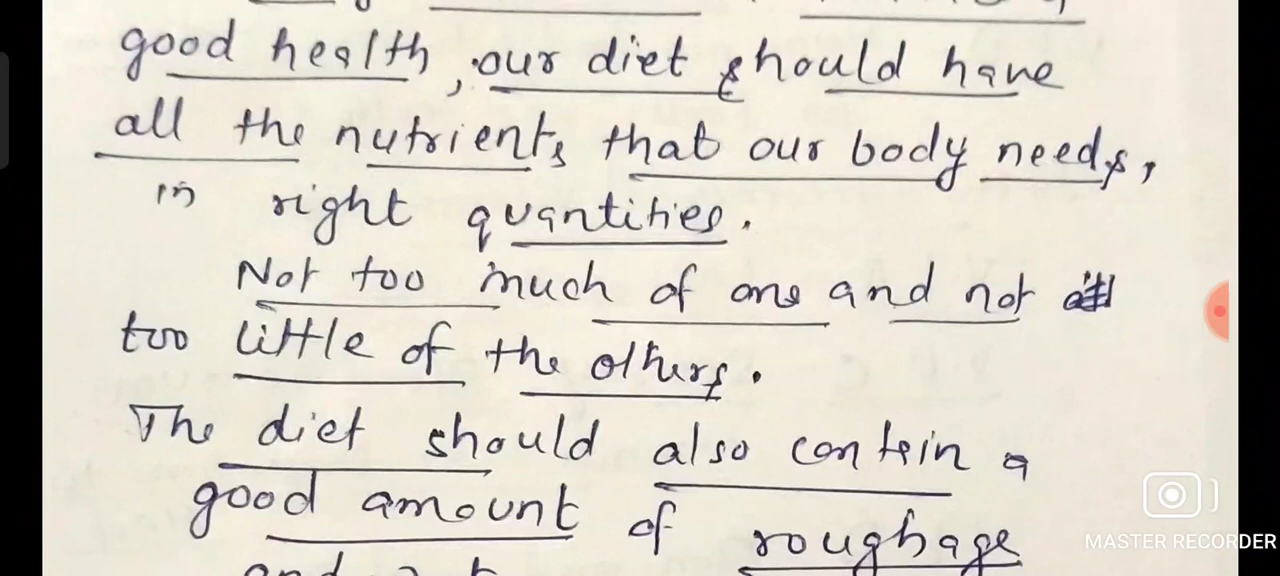 good health, our diet should have
all the nutrients that our body needs,
in right quantities.
Not too much of one and not
too little of the others.
The diet should also contain a
good amount of roughage
MASTER RECORDER